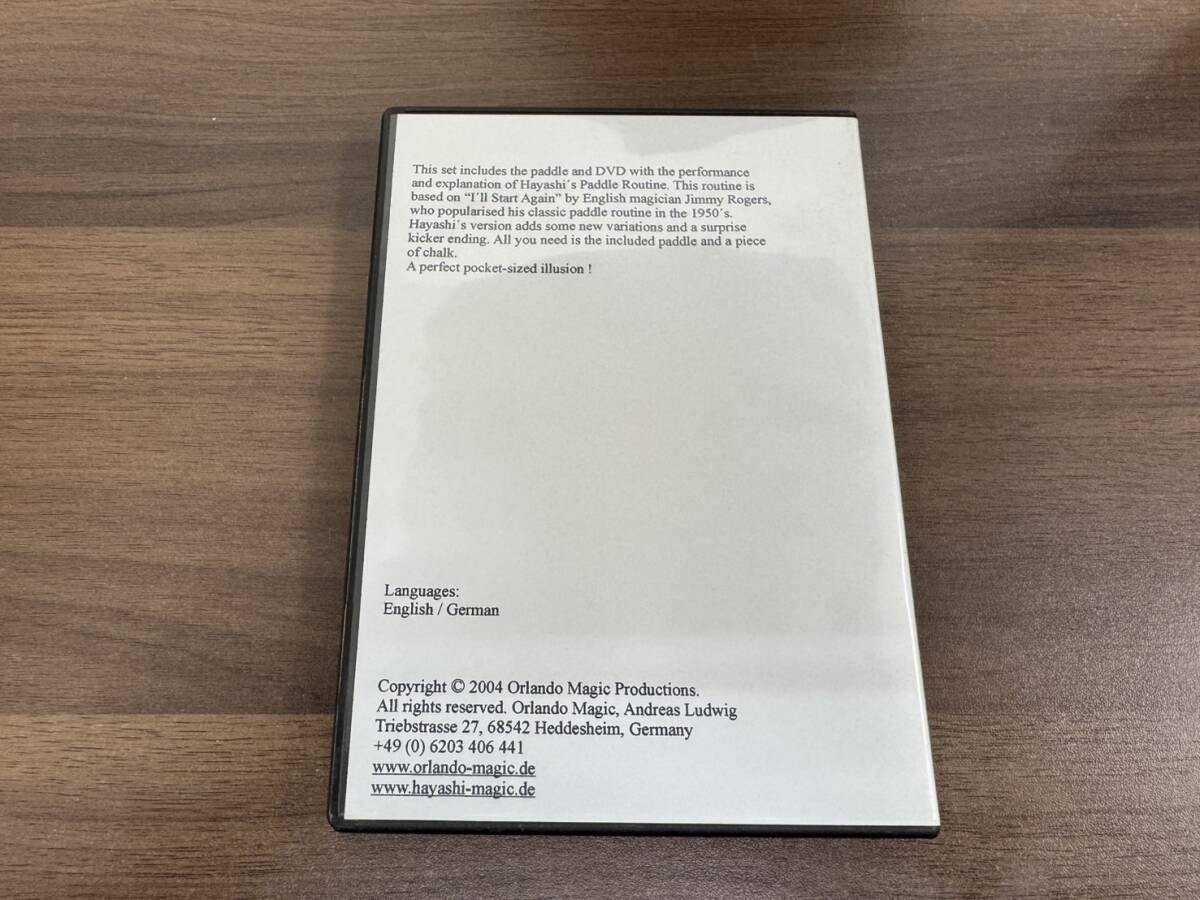 This set includes the paddle and DVD with the performance
and explanation of Hayashi´s Paddle Routine. This routine is
based on “I´ll Start Again” by English magician Jimmy Rogers,
who popularised his classic paddle routine in the 1950´s.
Hayashi´s version adds some new variations and a surprise
kicker ending. All you need is the included paddle and a piece
of chalk.
A perfect pocket-sized illusion !
Languages:
English / German
Copyright © 2004 Orlando Magic Productions.
All rights reserved. Orlando Magic, Andreas Ludwig
Triebstrasse 27, 68542 Heddesheim, Germany
+49 (0) 6203 406 441
www.orlando-magic.de
www.hayashi-magic.de